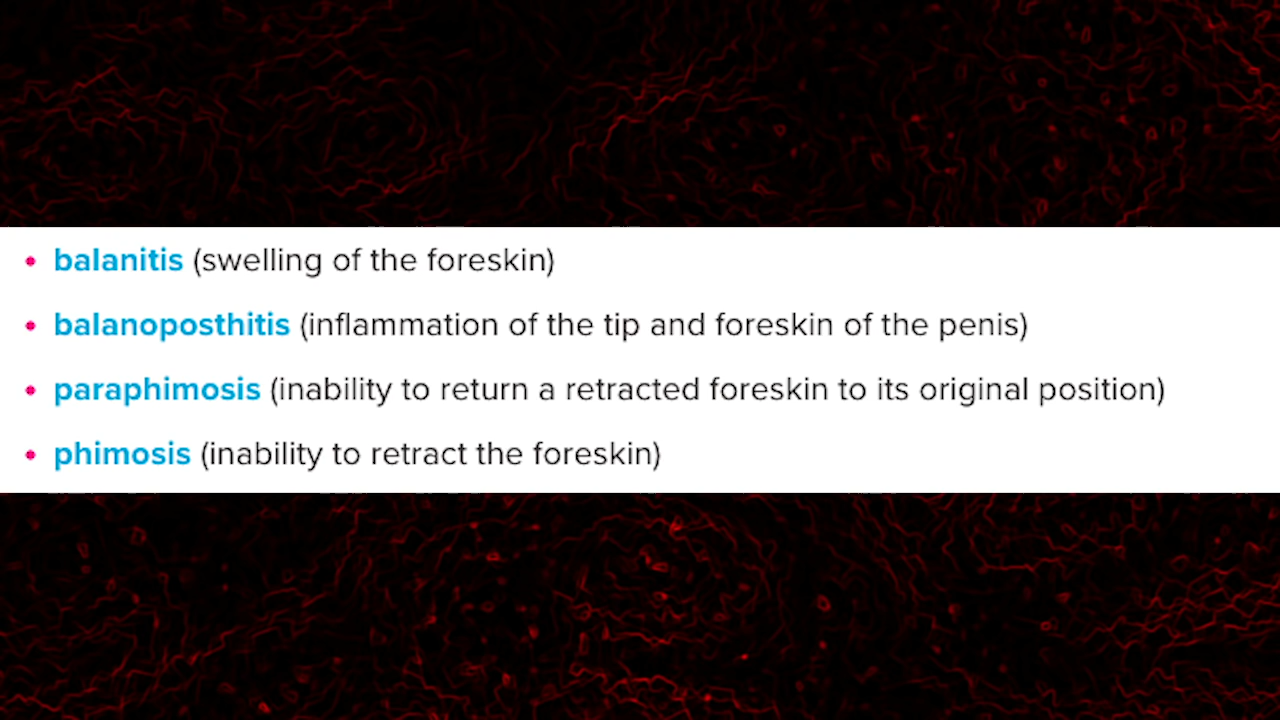 • balanitis (swelling of the foreskin)
• balanoposthitis (inflammation of the tip and foreskin of the penis)
• paraphimosis (inability to return a retracted foreskin to its original position)
• phimosis (inability to retract the foreskin)